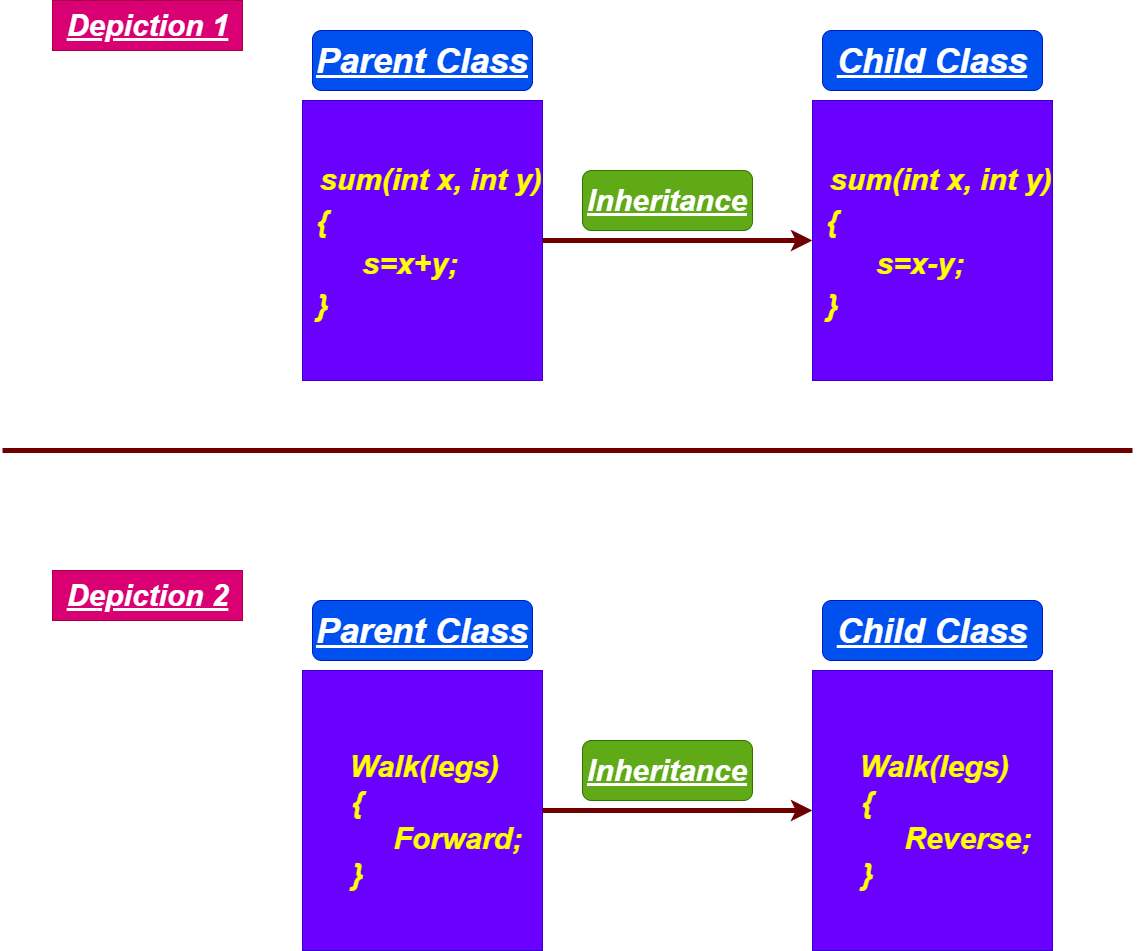 Depiction 1
Parent Class
Child Class
sum(int x, int y)
{
s=x+y;
}
Inheritance
sum(int x, int y)
{
s=x-y;
}
Depiction 2
Parent Class
Child Class
Walk(legs)
{
Forward;
}
Inheritance
Walk(legs)
{
Reverse;
}